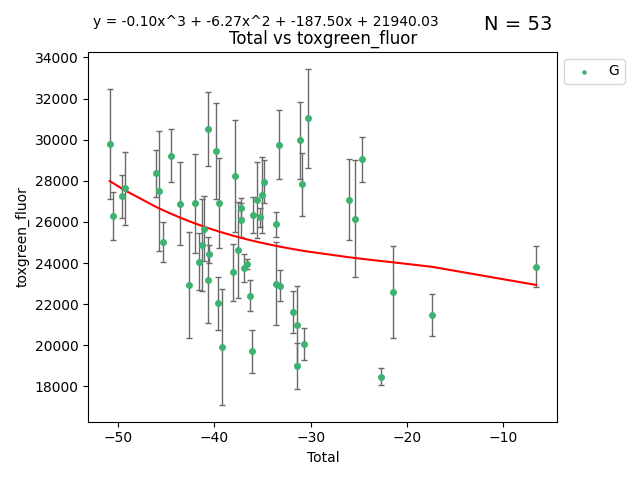 y = -0.10x^3 + -6.27x^2 + -187.50x + 21940.03
N = 53
Total vs toxgreen_fluor
G
toxgreen_fluor
34000
32000
30000
28000
26000
24000
22000
20000
18000
−50
−40
−30
−20
−10
Total